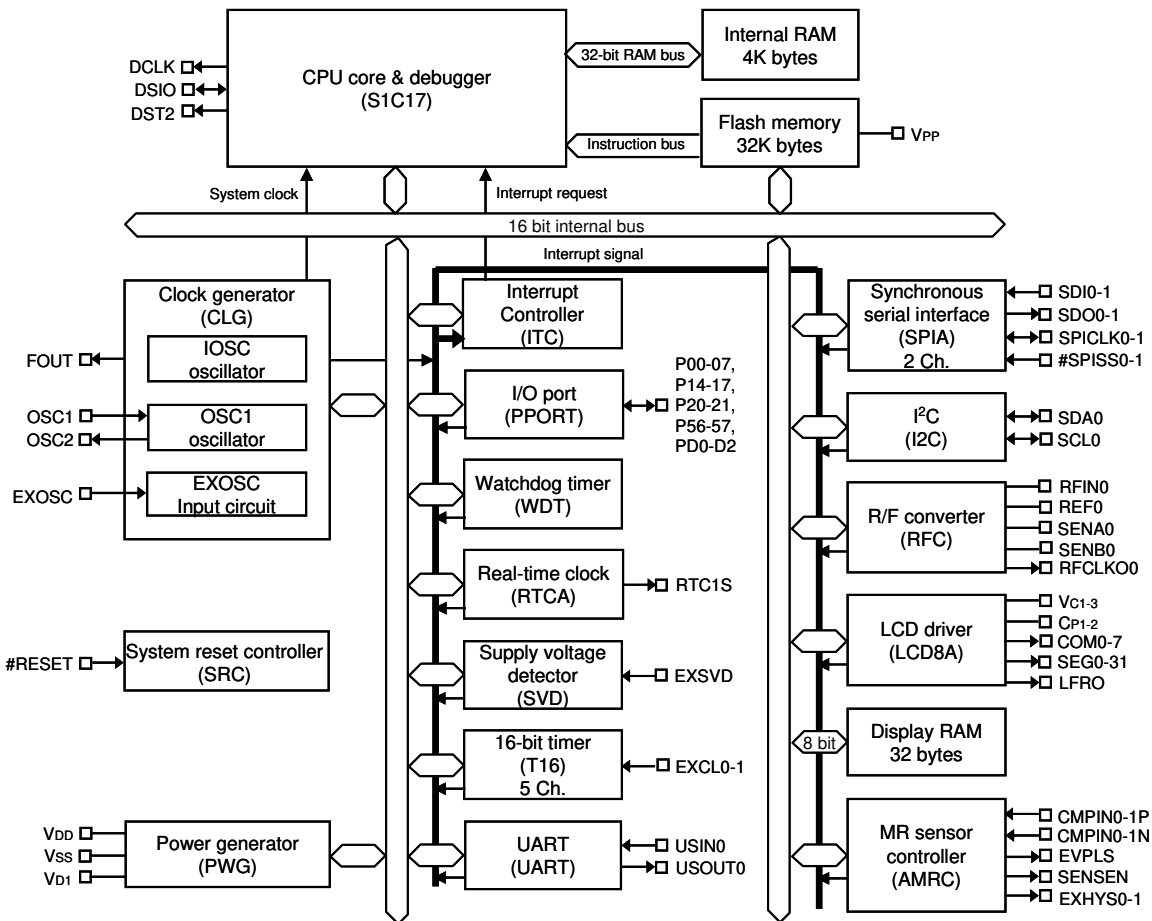 CPU core & debugger
(S1C17)
DCLK
DSIO
DST2
32-bit RAM bus
Internal RAM
4K bytes
Instruction bus
Flash memory
32K bytes
VPP
System clock
Interrupt request
16 bit internal bus
Interrupt signal
Clock generator
(CLG)
IOSC
oscillator
OSC1
oscillator
EXOSC
Input circuit
FOUT
OSC1
OSC2
EXOSC
#RESET
System reset controller
(SRC)
VDD
VSS
VD1
Power generator
(PWG)
Interrupt
Controller
(ITC)
I/O port
(PPORT)
P00-07,
P14-17,
P20-21,
P56-57,
PD0-D2
Watchdog timer
(WDT)
Real-time clock
(RTCA)
RTC1S
Supply voltage
detector
(SVD)
EXSVD
16-bit timer
(T16)
5 Ch.
EXCL0-1
UART
(UART)
USIN0
USOUT0
Synchronous
serial interface
(SPIA)
2 Ch.
SDI0-1
SDO0-1
SPICLK0-1
#SPISS0-1
I²C
(I2C)
SDA0
SCL0
R/F converter
(RFC)
RFIN0
REF0
SENA0
SENB0
RFCLKO0
LCD driver
(LCD8A)
VC1-3
CP1-2
COM0-7
SEG0-31
LFRO
8 bit
Display RAM
32 bytes
MR sensor
controller
(AMRC)
CMPIN0-1P
CMPIN0-1N
EVPLS
SENSEN
EXHYS0-1